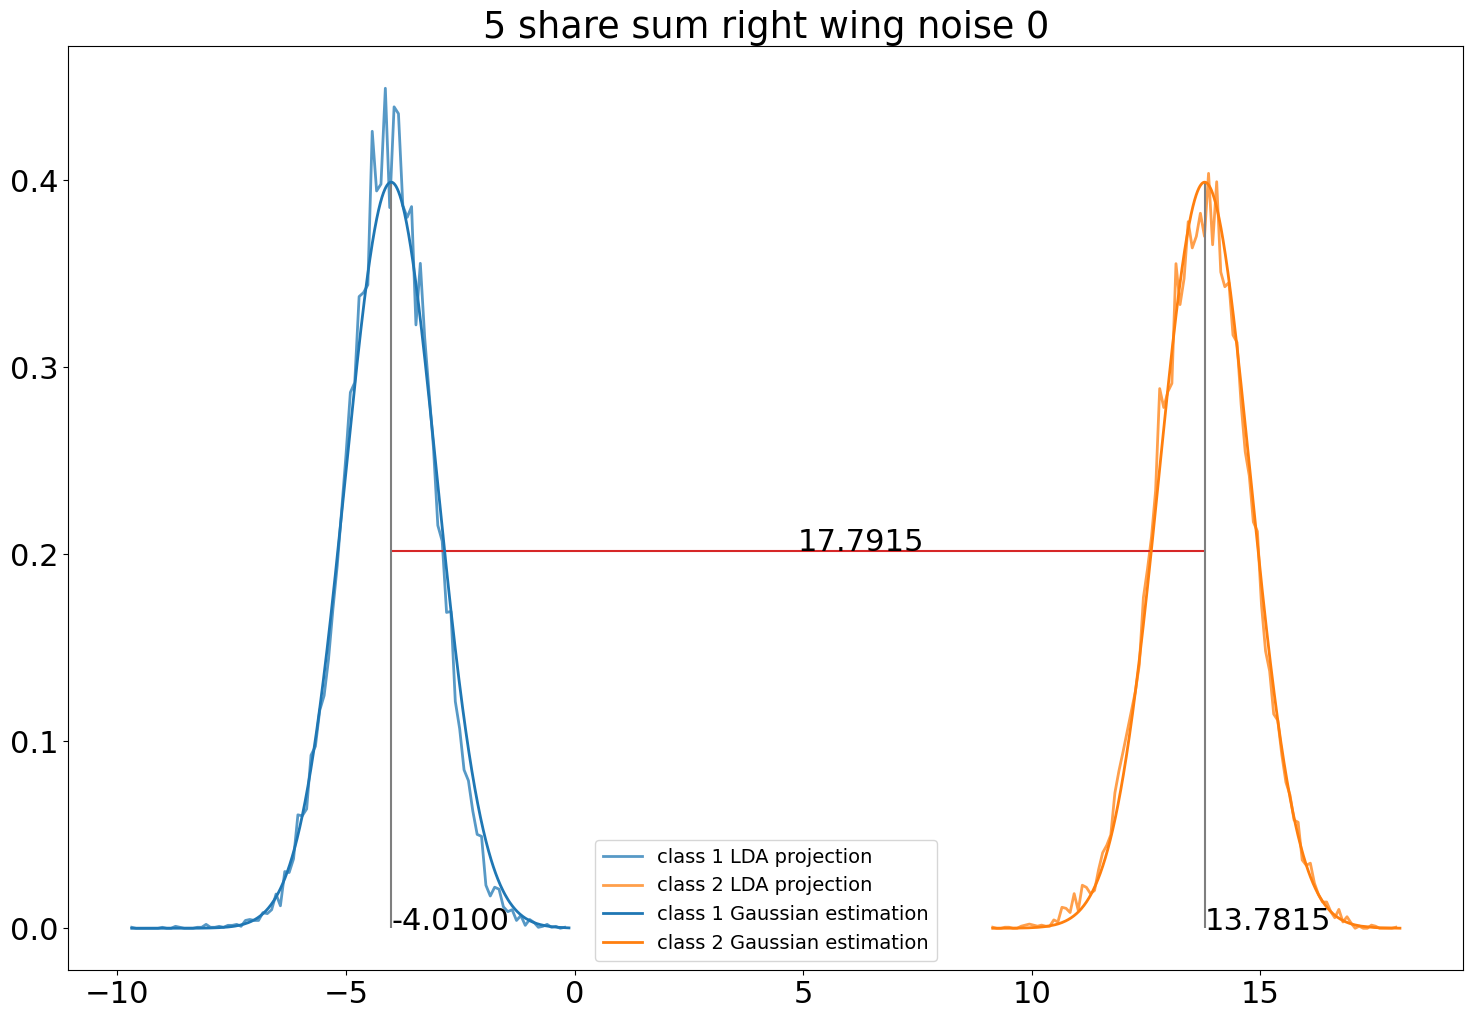 5 share sum right wing noise 0
0.4
0.3
0.2
0.1
0.0
17.7915
-4.0100
13.7815
class 1 LDA projection
class 2 LDA projection
class 1 Gaussian estimation
class 2 Gaussian estimation
−10
−5
0
5
10
15